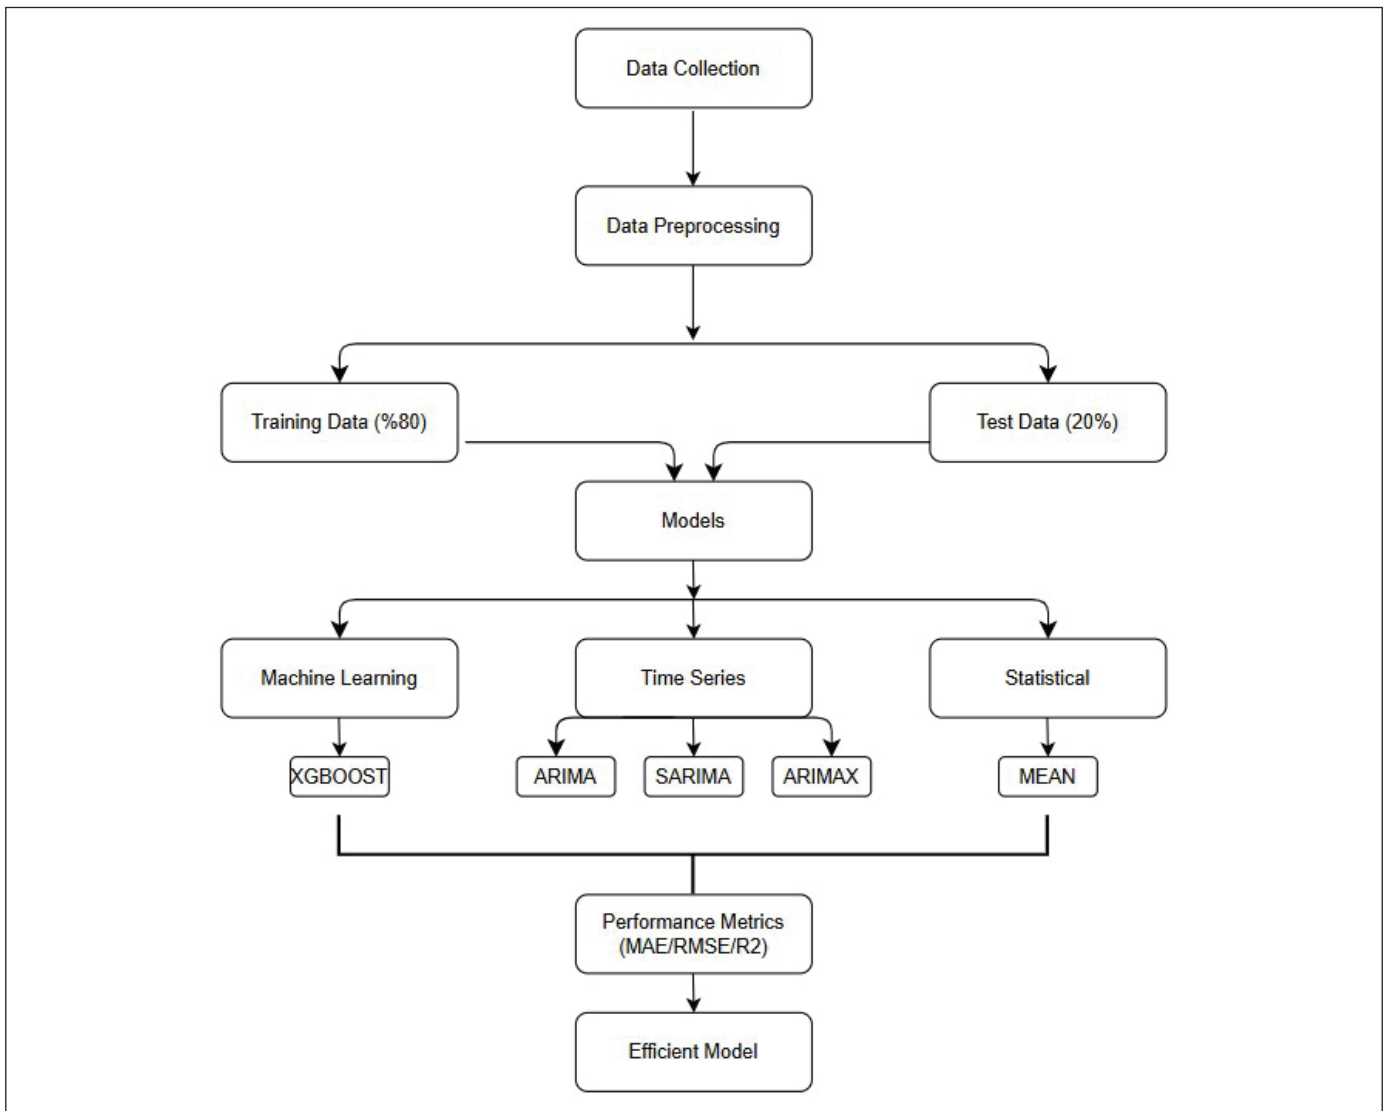 Data Collection
Data Preprocessing
Training Data (%80)
Test Data (20%)
Models
Machine Learning
Time Series
Statistical
XGBOOST
ARIMA
SARIMA
ARIMAX
MEAN
Performance Metrics
(MAE/RMSE/R2)
Efficient Model